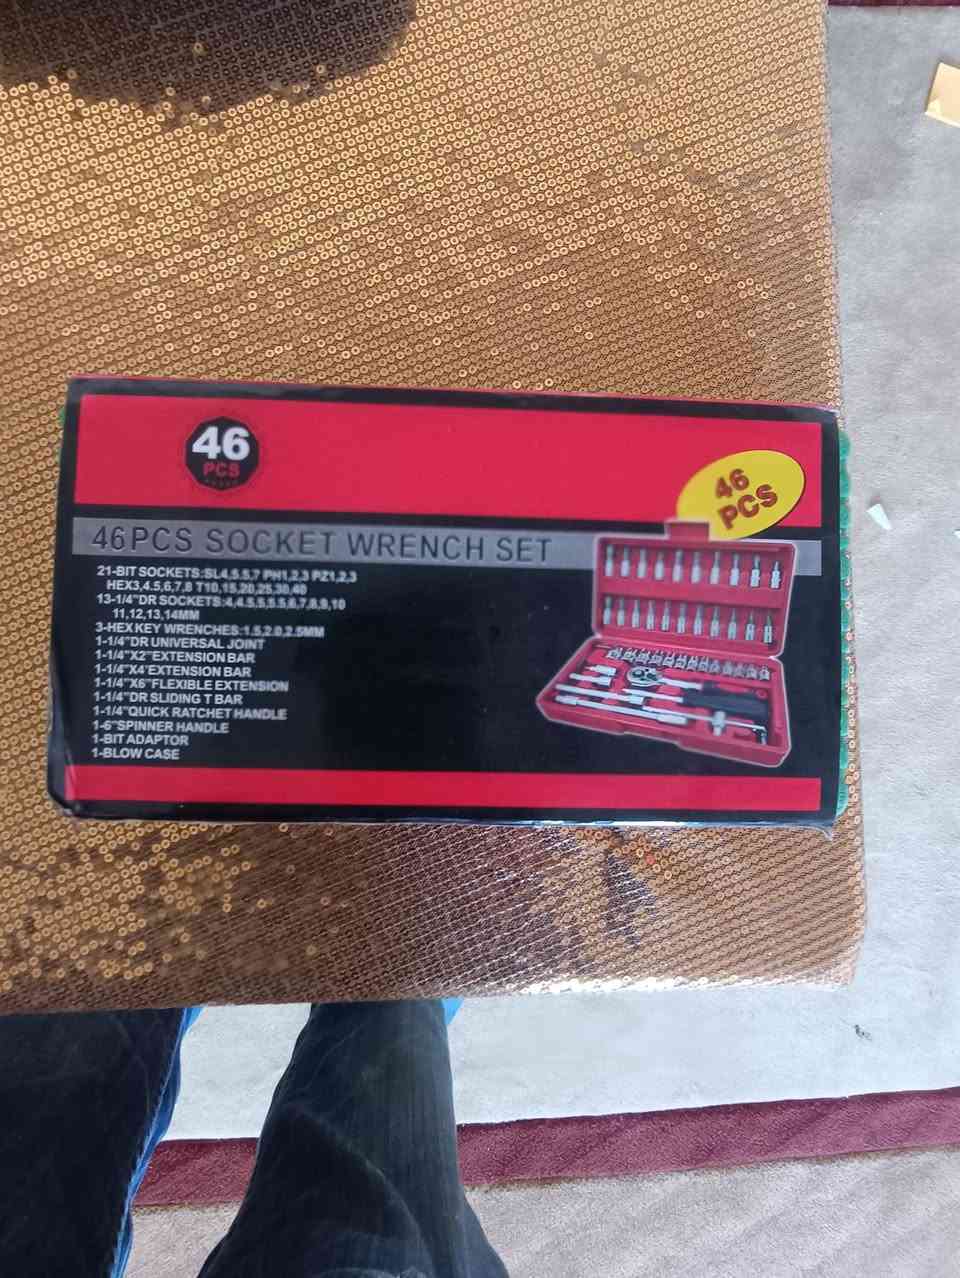 46
PCS
46
PCS
46PCS SOCKET WRENCH SET
21-BIT SOCKETS:SL4,5.5,7 PH1,2,3 PZ1,2,3
HEX3,4.5,6,7,8 T10,15,20,25,30,40
13-1/4"DR SOCKETS:4,4.5,5,5.5,6,7,8,9,10
11,12,13,14MM
3-HEX KEY WRENCHES:1.5,2.0,2.5MM
1-1/4"DR UNIVERSAL JOINT
1-1/4"X2"EXTENSION BAR
1-1/4"X4"EXTENSION BAR
1-1/4"X6"FLEXIBLE EXTENSION
1-1/4"DR SLIDING T BAR
1-1/4"QUICK RATCHET HANDLE
1-6"SPINNER HANDLE
1-BIT ADAPTOR
1-BLOW CASE